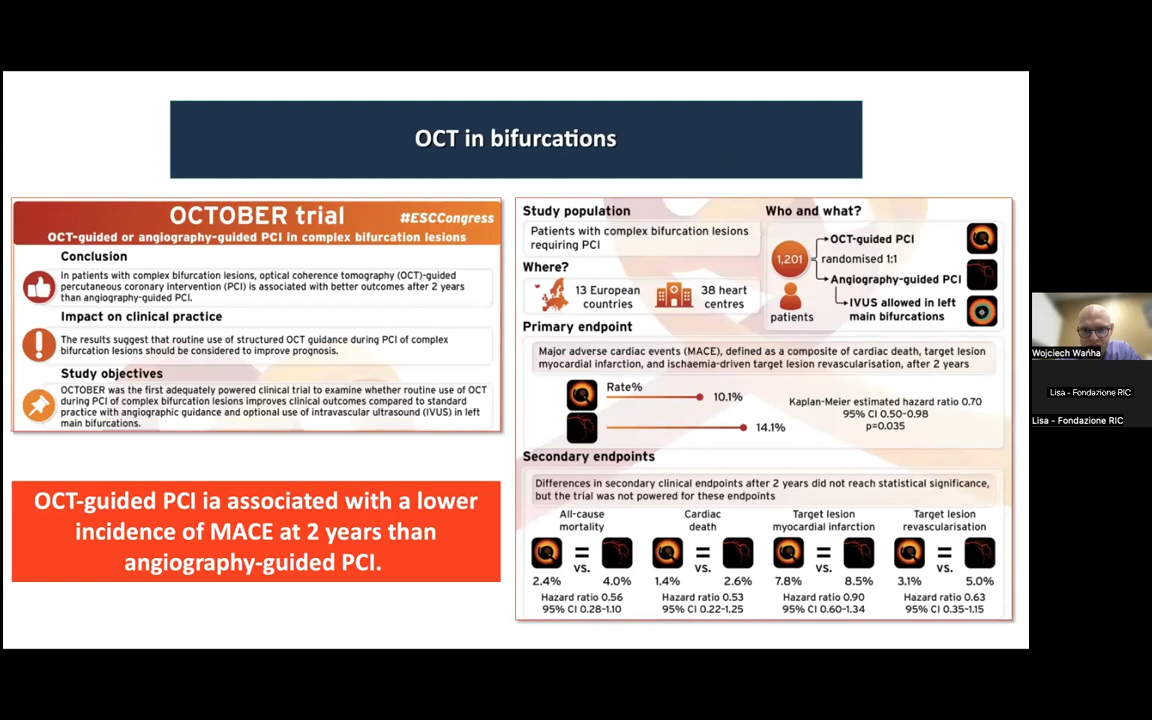 OCT in bifurcations
OCTOBER trial
#ESCCongress
OCT-guided or angiography-guided PCI in complex bifurcation lesions
Conclusion
In patients with complex bifurcation lesions, optical coherence tomography (OCT)-guided
percutaneous coronary intervention (PCI) is associated with better outcomes after 2 years
than angiography-guided PCI.
Impact on clinical practice
The results suggest that routine use of structured OCT guidance during PCI of complex
bifurcation lesions should be considered to improve prognosis.
Study objectives
OCTOBER was the first adequately powered clinical trial to examine whether routine use of OCT
during PCI of complex bifurcation lesions improves clinical outcomes compared to standard
practice with angiographic guidance and optional use of intravascular ultrasound (IVUS) in left
main bifurcations.
OCT-guided PCI ia associated with a lower
incidence of MACE at 2 years than
angiography-guided PCI.
Study population
Patients with complex bifurcation lesions
requiring PCI
Where?
13 European
countries
38 heart
centres
Who and what?
1,201
patients
OCT-guided PCI
randomised 1:1
Angiography-guided PCI
IVUS allowed in left
main bifurcations
Primary endpoint
Major adverse cardiac events (MACE), defined as a composite of cardiac death, target lesion
myocardial infarction, and ischaemia-driven target lesion revascularisation, after 2 years
Rate%
10.1%
14.1%
Kaplan-Meier estimated hazard ratio 0.70
95% CI 0.50-0.98
p=0.035
Secondary endpoints
Differences in secondary clinical endpoints after 2 years did not reach statistical significance,
but the trial was not powered for these endpoints
All-cause
mortality
=
vs.
2.4% 4.0%
Hazard ratio 0.56
95% CI 0.28-1.10
Cardiac
death
=
vs.
1.4% 2.6%
Hazard ratio 0.53
95% CI 0.22-1.25
Target lesion
myocardial infarction
=
vs.
7.8% 8.5%
Hazard ratio 0.90
95% CI 0.60-1.34
Target lesion
revascularisation
=
vs.
3.1% 5.0%
Hazard ratio 0.63
95% CI 0.35-1.15
Wojciech Wańha
Lisa - Fondazione RIC
Lisa - Fondazione RIC